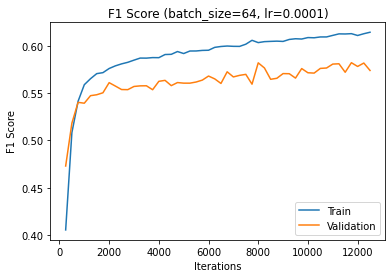 F1 Score (batch_size=64, lr=0.0001)
0.60
0.55
0.50
0.45
0.40
F1 Score
0 2000 4000 6000 8000 10000 12000
Iterations
Train
Validation